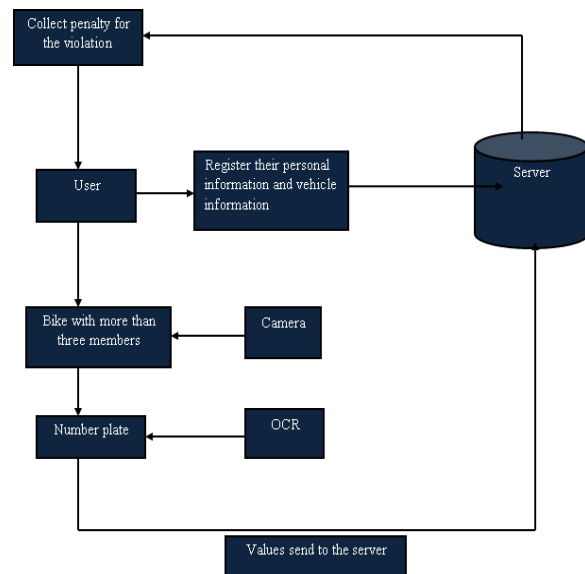 Collect penalty for
the violation
User
Register their personal
information and vehicle
information
Server
Bike with more than
three members
Camera
Number plate
OCR
Values send to the server